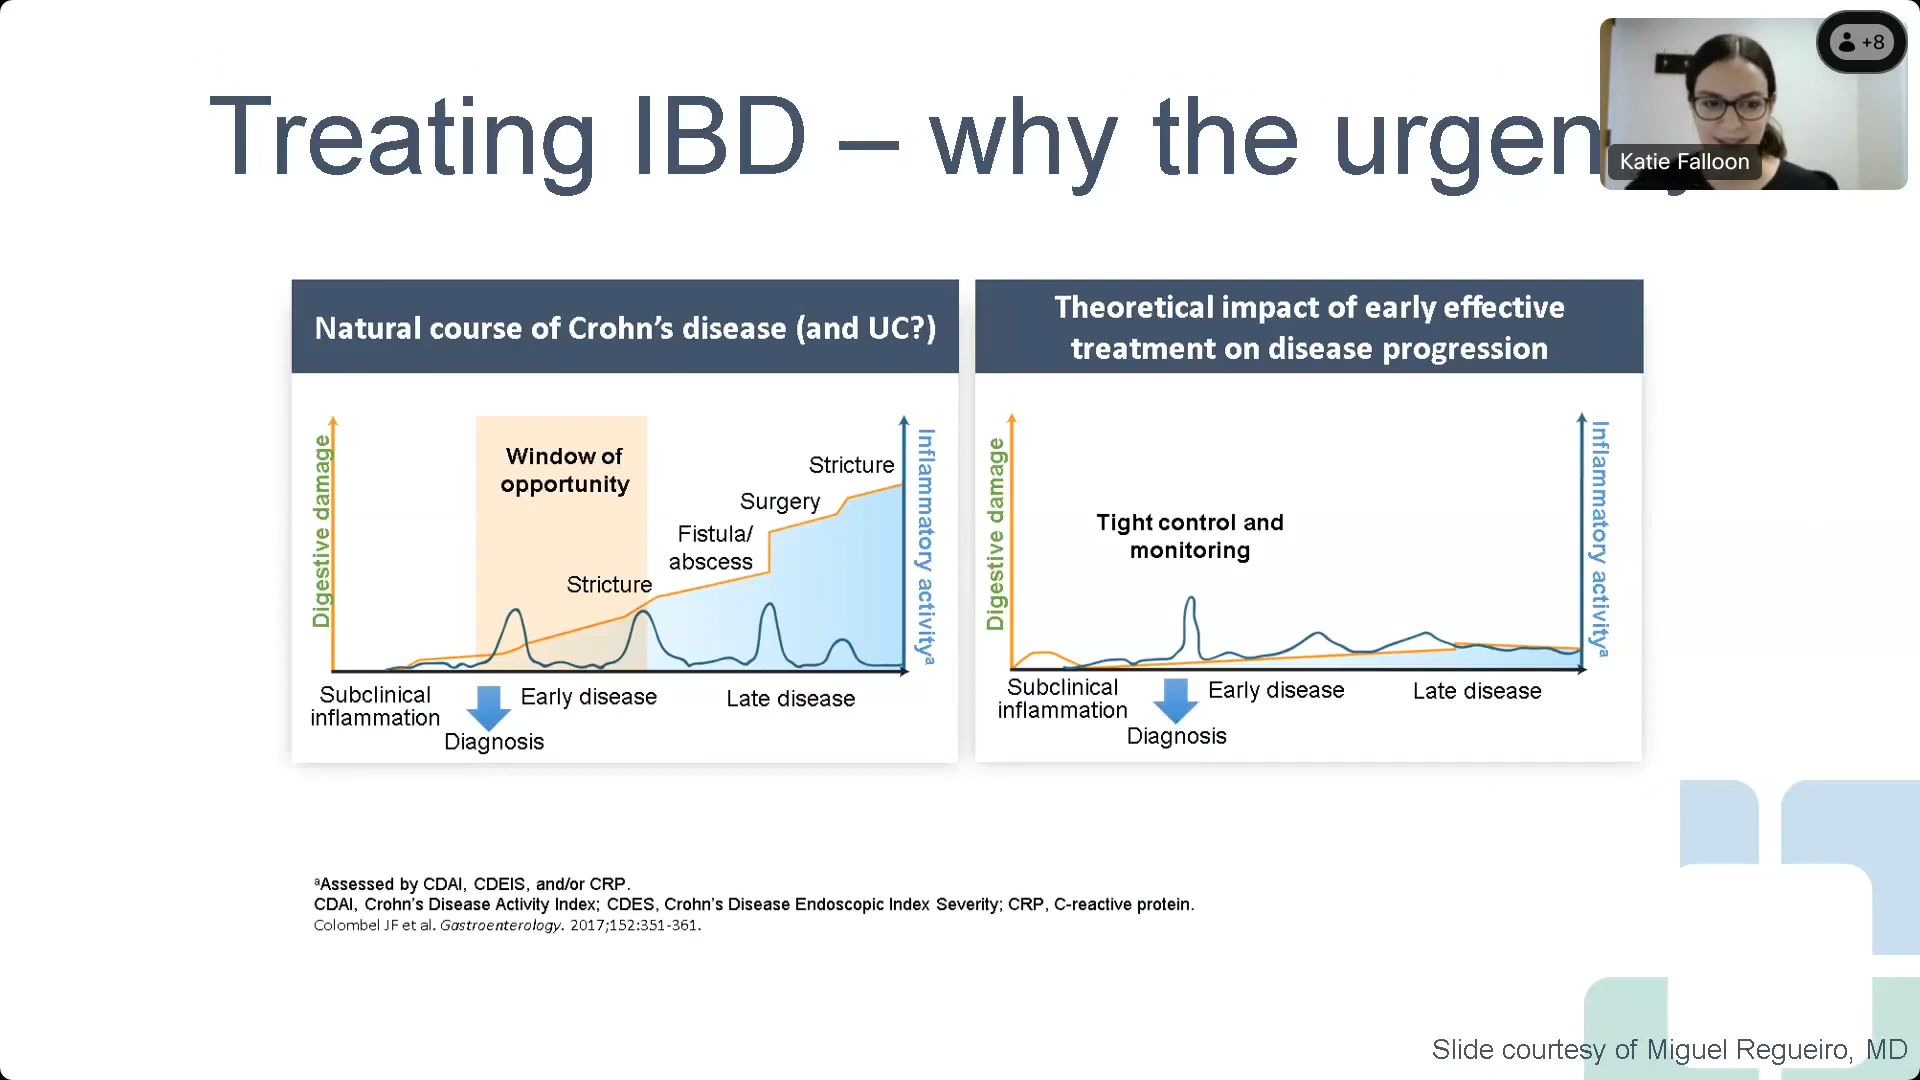 +8
Treating IBD – why the urgen
Katie Falloon
Natural course of Crohn’s disease (and UC?)
Digestive damage
Window of
opportunity
Stricture
Fistula/
abscess
Surgery
Stricture
Inflammatory activityᵃ
Subclinical
inflammation
Diagnosis
Early disease
Late disease
Theoretical impact of early effective
treatment on disease progression
Digestive damage
Tight control and
monitoring
Inflammatory activityᵃ
Subclinical
inflammation
Diagnosis
Early disease
Late disease
ᵃAssessed by CDAI, CDEIS, and/or CRP.
CDAI, Crohn’s Disease Activity Index; CDES, Crohn’s Disease Endoscopic Index Severity; CRP, C-reactive protein.
Colombel JF et al. Gastroenterology. 2017;152:351-361.
Slide courtesy of Miguel Regueiro, MD